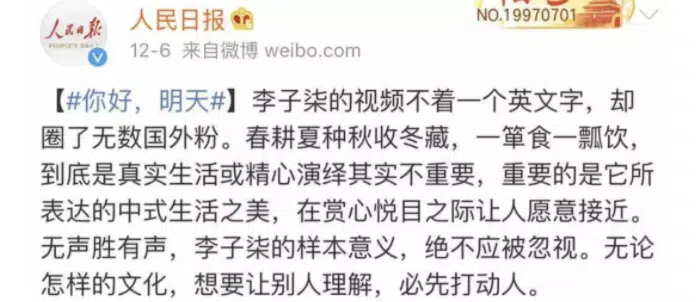 人民日报
NO.19970701
12-6 来自微博 weibo.com
人民日报
【#你好，明天#】李子柒的视频不着一个英文字，却
圈了无数国外粉。春耕夏种秋收冬藏，一箪食一瓢饮，
到底是真实生活或精心演绎其实不重要，重要的是它所
表达的中式生活之美，在赏心悦目之际让人愿意接近。
无声胜有声，李子柒的样本意义，绝不应被忽视。无论
怎样的文化，想要让别人理解，必先打动人。